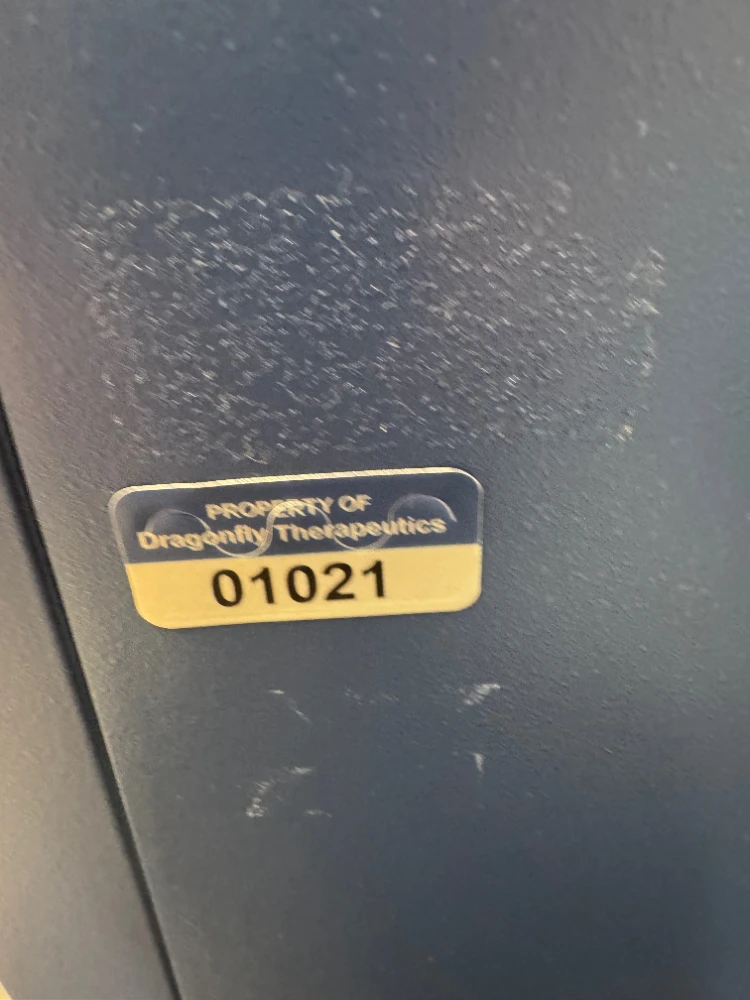 PROPERTY OF
Dragonfly Therapeutics
01021